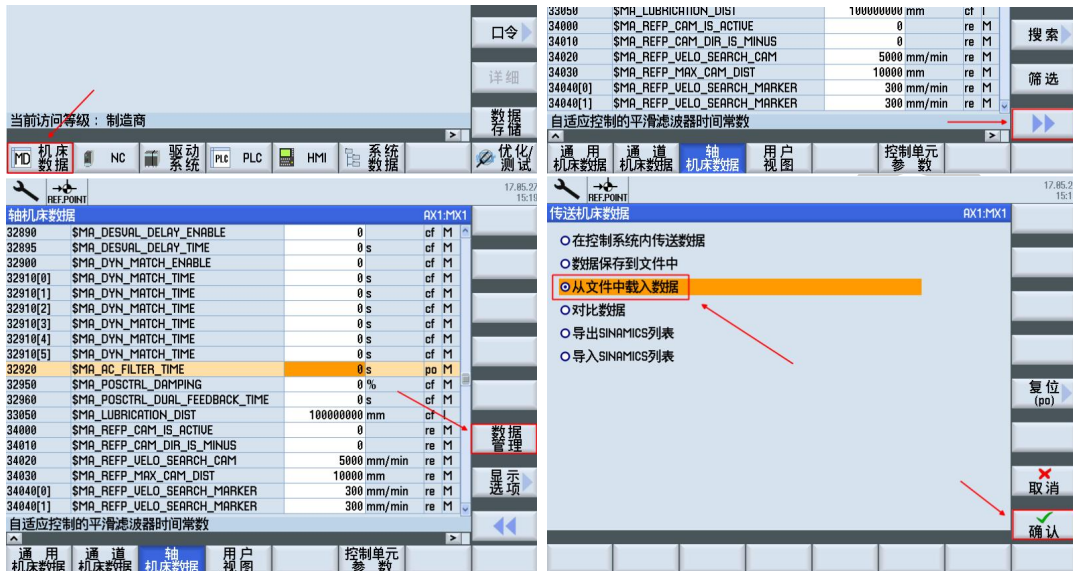 口令
详细
当前访问等级： 制造商
数据
存储
MD 机床
数据
NC
驱动
系统
PLC PLC
HMI
系统
数据
优化/
测试
33050 $MA_LUBRICATION_DIST 100000000 mm cf I
34000 $MA_REFP_CAM_IS_ACTIVE 0 re M
34010 $MA_REFP_CAM_DIR_IS_MINUS 0 re M
34020 $MA_REFP_VELO_SEARCH_CAM 5000 mm/min re M
34030 $MA_REFP_MAX_CAM_DIST 10000 mm re M
34040[0] $MA_REFP_VELO_SEARCH_MARKER 300 mm/min re M
34040[1] $MA_REFP_VELO_SEARCH_MARKER 300 mm/min re M
自适应控制的平滑滤波器时间常数
搜索
筛选
通 用
机床数据
通 道
机床数据
轴
机床数据
用户
视图
控制单元
参 数
REF.POINT
17.05.27
15:19
轴机床数据 AX1:MX1
32890 $MA_DESVAL_DELAY_ENABLE 0 cf M
32895 $MA_DESVAL_DELAY_TIME 0 s cf M
32900 $MA_DYN_MATCH_ENABLE 0 cf M
32910[0] $MA_DYN_MATCH_TIME 0 s cf M
32910[1] $MA_DYN_MATCH_TIME 0 s cf M
32910[2] $MA_DYN_MATCH_TIME 0 s cf M
32910[3] $MA_DYN_MATCH_TIME 0 s cf M
32910[4] $MA_DYN_MATCH_TIME 0 s cf M
32910[5] $MA_DYN_MATCH_TIME 0 s cf M
32920 $MA_AC_FILTER_TIME 0 s po M
32950 $MA_POSCTRL_DAMPING 0 % cf M
32960 $MA_POSCTRL_DUAL_FEEDBACK_TIME 0 s cf M
33050 $MA_LUBRICATION_DIST 100000000 mm cf I
34000 $MA_REFP_CAM_IS_ACTIVE 0 re M
34010 $MA_REFP_CAM_DIR_IS_MINUS 0 re M
34020 $MA_REFP_VELO_SEARCH_CAM 5000 mm/min re M
34030 $MA_REFP_MAX_CAM_DIST 10000 mm re M
34040[0] $MA_REFP_VELO_SEARCH_MARKER 300 mm/min re M
34040[1] $MA_REFP_VELO_SEARCH_MARKER 300 mm/min re M
自适应控制的平滑滤波器时间常数
数据
管理
显示
选项
通 用
机床数据
通 道
机床数据
轴
机床数据
用户
视图
控制单元
参 数
REF.POINT
17.05.2
15:1
传送机床数据 AX1:MX1
在控制系统内传送数据
数据保存到文件中
从文件中载入数据
对比数据
导出SINAMICS列表
导入SINAMICS列表
复位
(po)
取消
确认